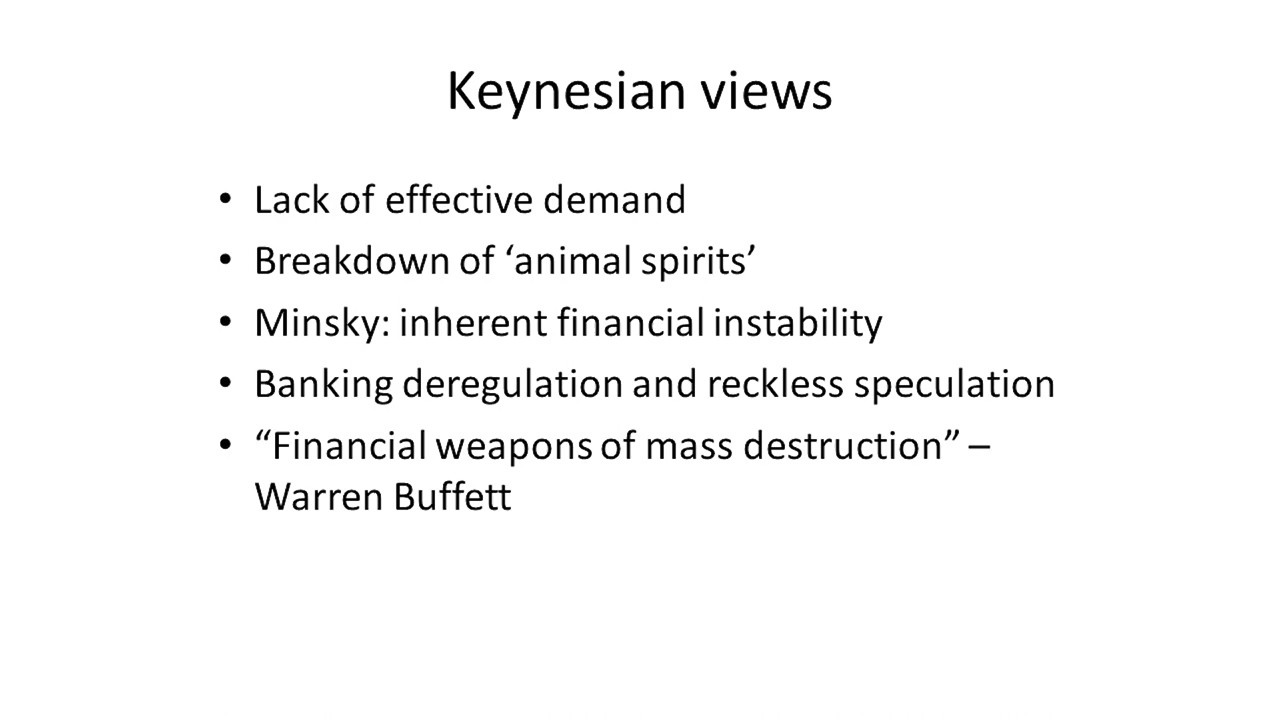 Keynesian views
• Lack of effective demand
• Breakdown of ‘animal spirits’
• Minsky: inherent financial instability
• Banking deregulation and reckless speculation
• “Financial weapons of mass destruction” –
Warren Buffett